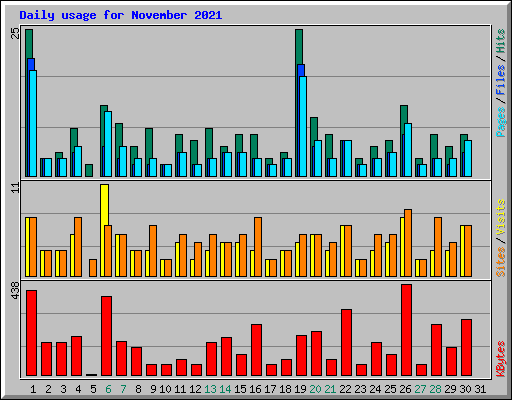 Daily usage for November 2021
25
Pages/Files/Hits
11
Sites/Visits
438
KBytes
1 2 3 4 5 6 7 8 9 10 11 12 13 14 15 16 17 18 19 20 21 22 23 24 25 26 27 28 29 30 31